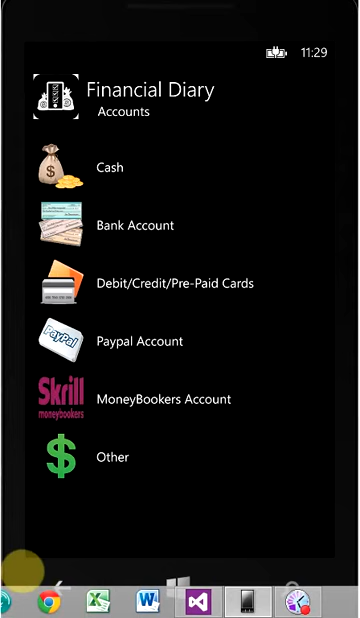 11:29
Financial Diary
Accounts
$
Cash
Bank Account
Debit/Credit/Pre-Paid Cards
PayPal
Paypal Account
Skrill
moneybookers
MoneyBookers Account
$
Other